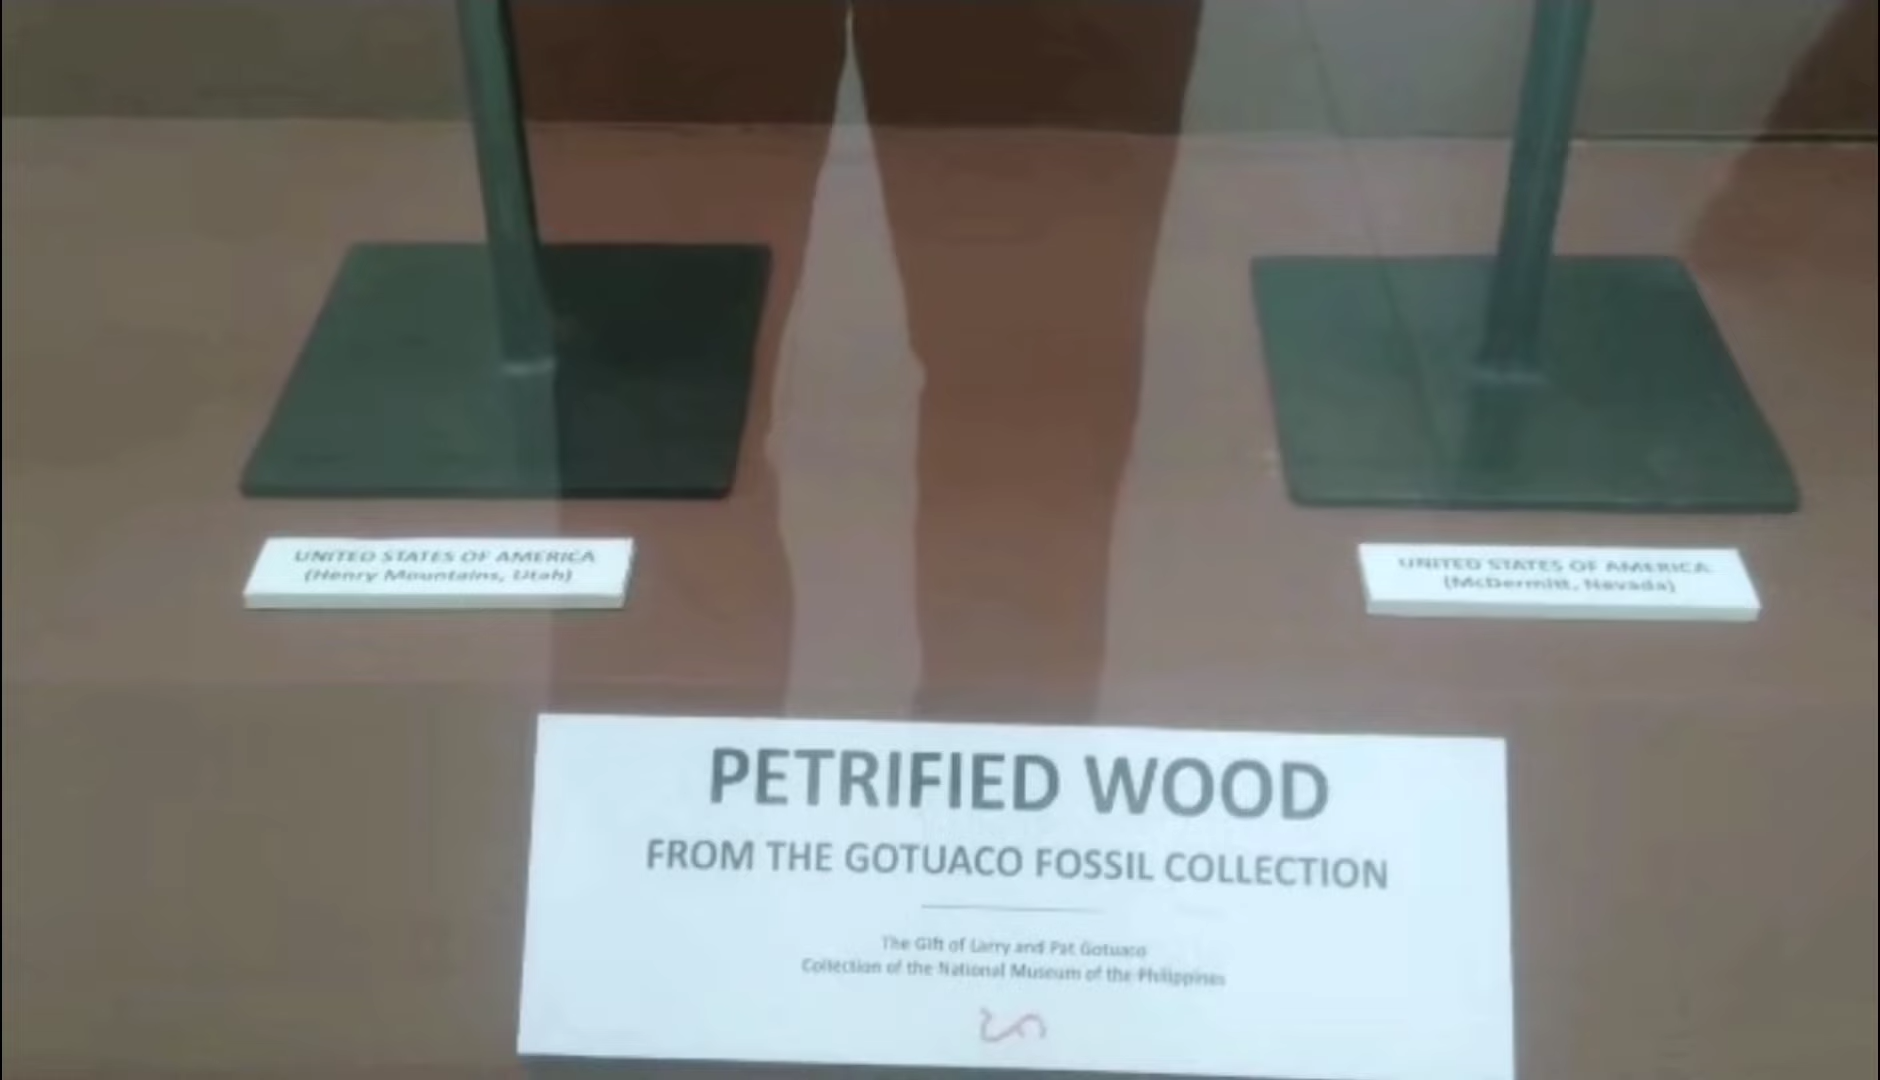 UNITED STATES OF AMERICA
(Henry Mountains, Utah)
UNITED STATES OF AMERICA
(McDermitt, Nevada)
PETRIFIED WOOD
FROM THE GOTUACO FOSSIL COLLECTION
The Gift of Larry and Pat Gotuaco
Collection of the National Museum of the Philippines